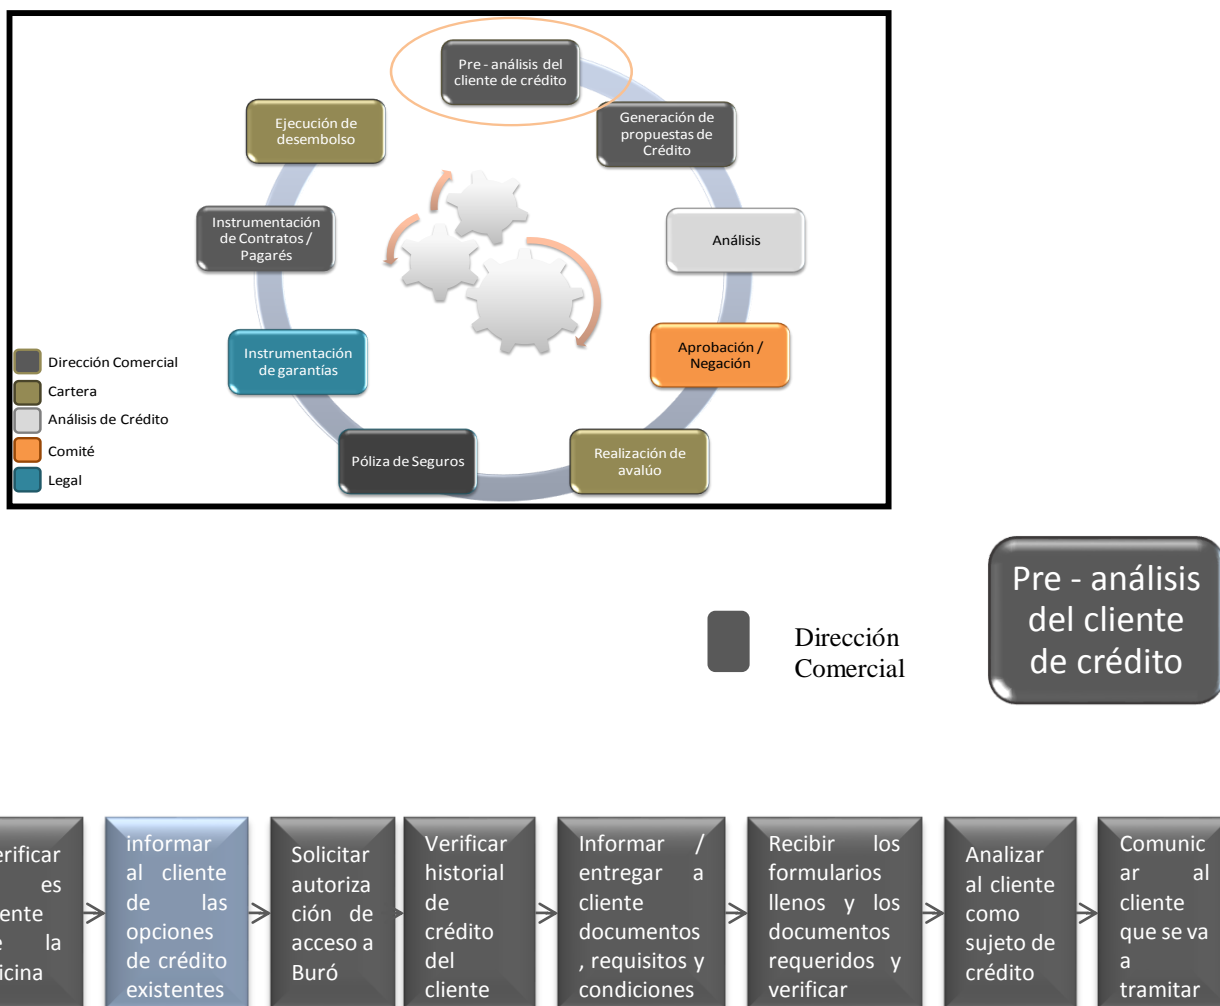 Pre - análisis del
cliente de crédito
Generación de
propuestas de
Crédito
Análisis
Aprobación /
Negación
Realización de
avalúo
Póliza de Seguros
Instrumentación
de garantías
Instrumentación
de Contratos /
Pagarés
Ejecución de
desembolso
Dirección Comercial
Cartera
Análisis de Crédito
Comité
Legal
Dirección
Comercial
Pre - análisis
del cliente
de crédito
es
la
informar
al cliente
de las
opciones
de crédito
existentes
Solicitar
autoriza
ción de
acceso a
Buró
Verificar
historial
de
crédito
del
cliente
Informar /
entregar a
cliente
documentos
, requisitos y
condiciones
Recibir los
formularios
llenos y los
documentos
requeridos y
verificar
Analizar
al cliente
como
sujeto de
crédito
Comunic
ar al
cliente
que se va
a
tramitar